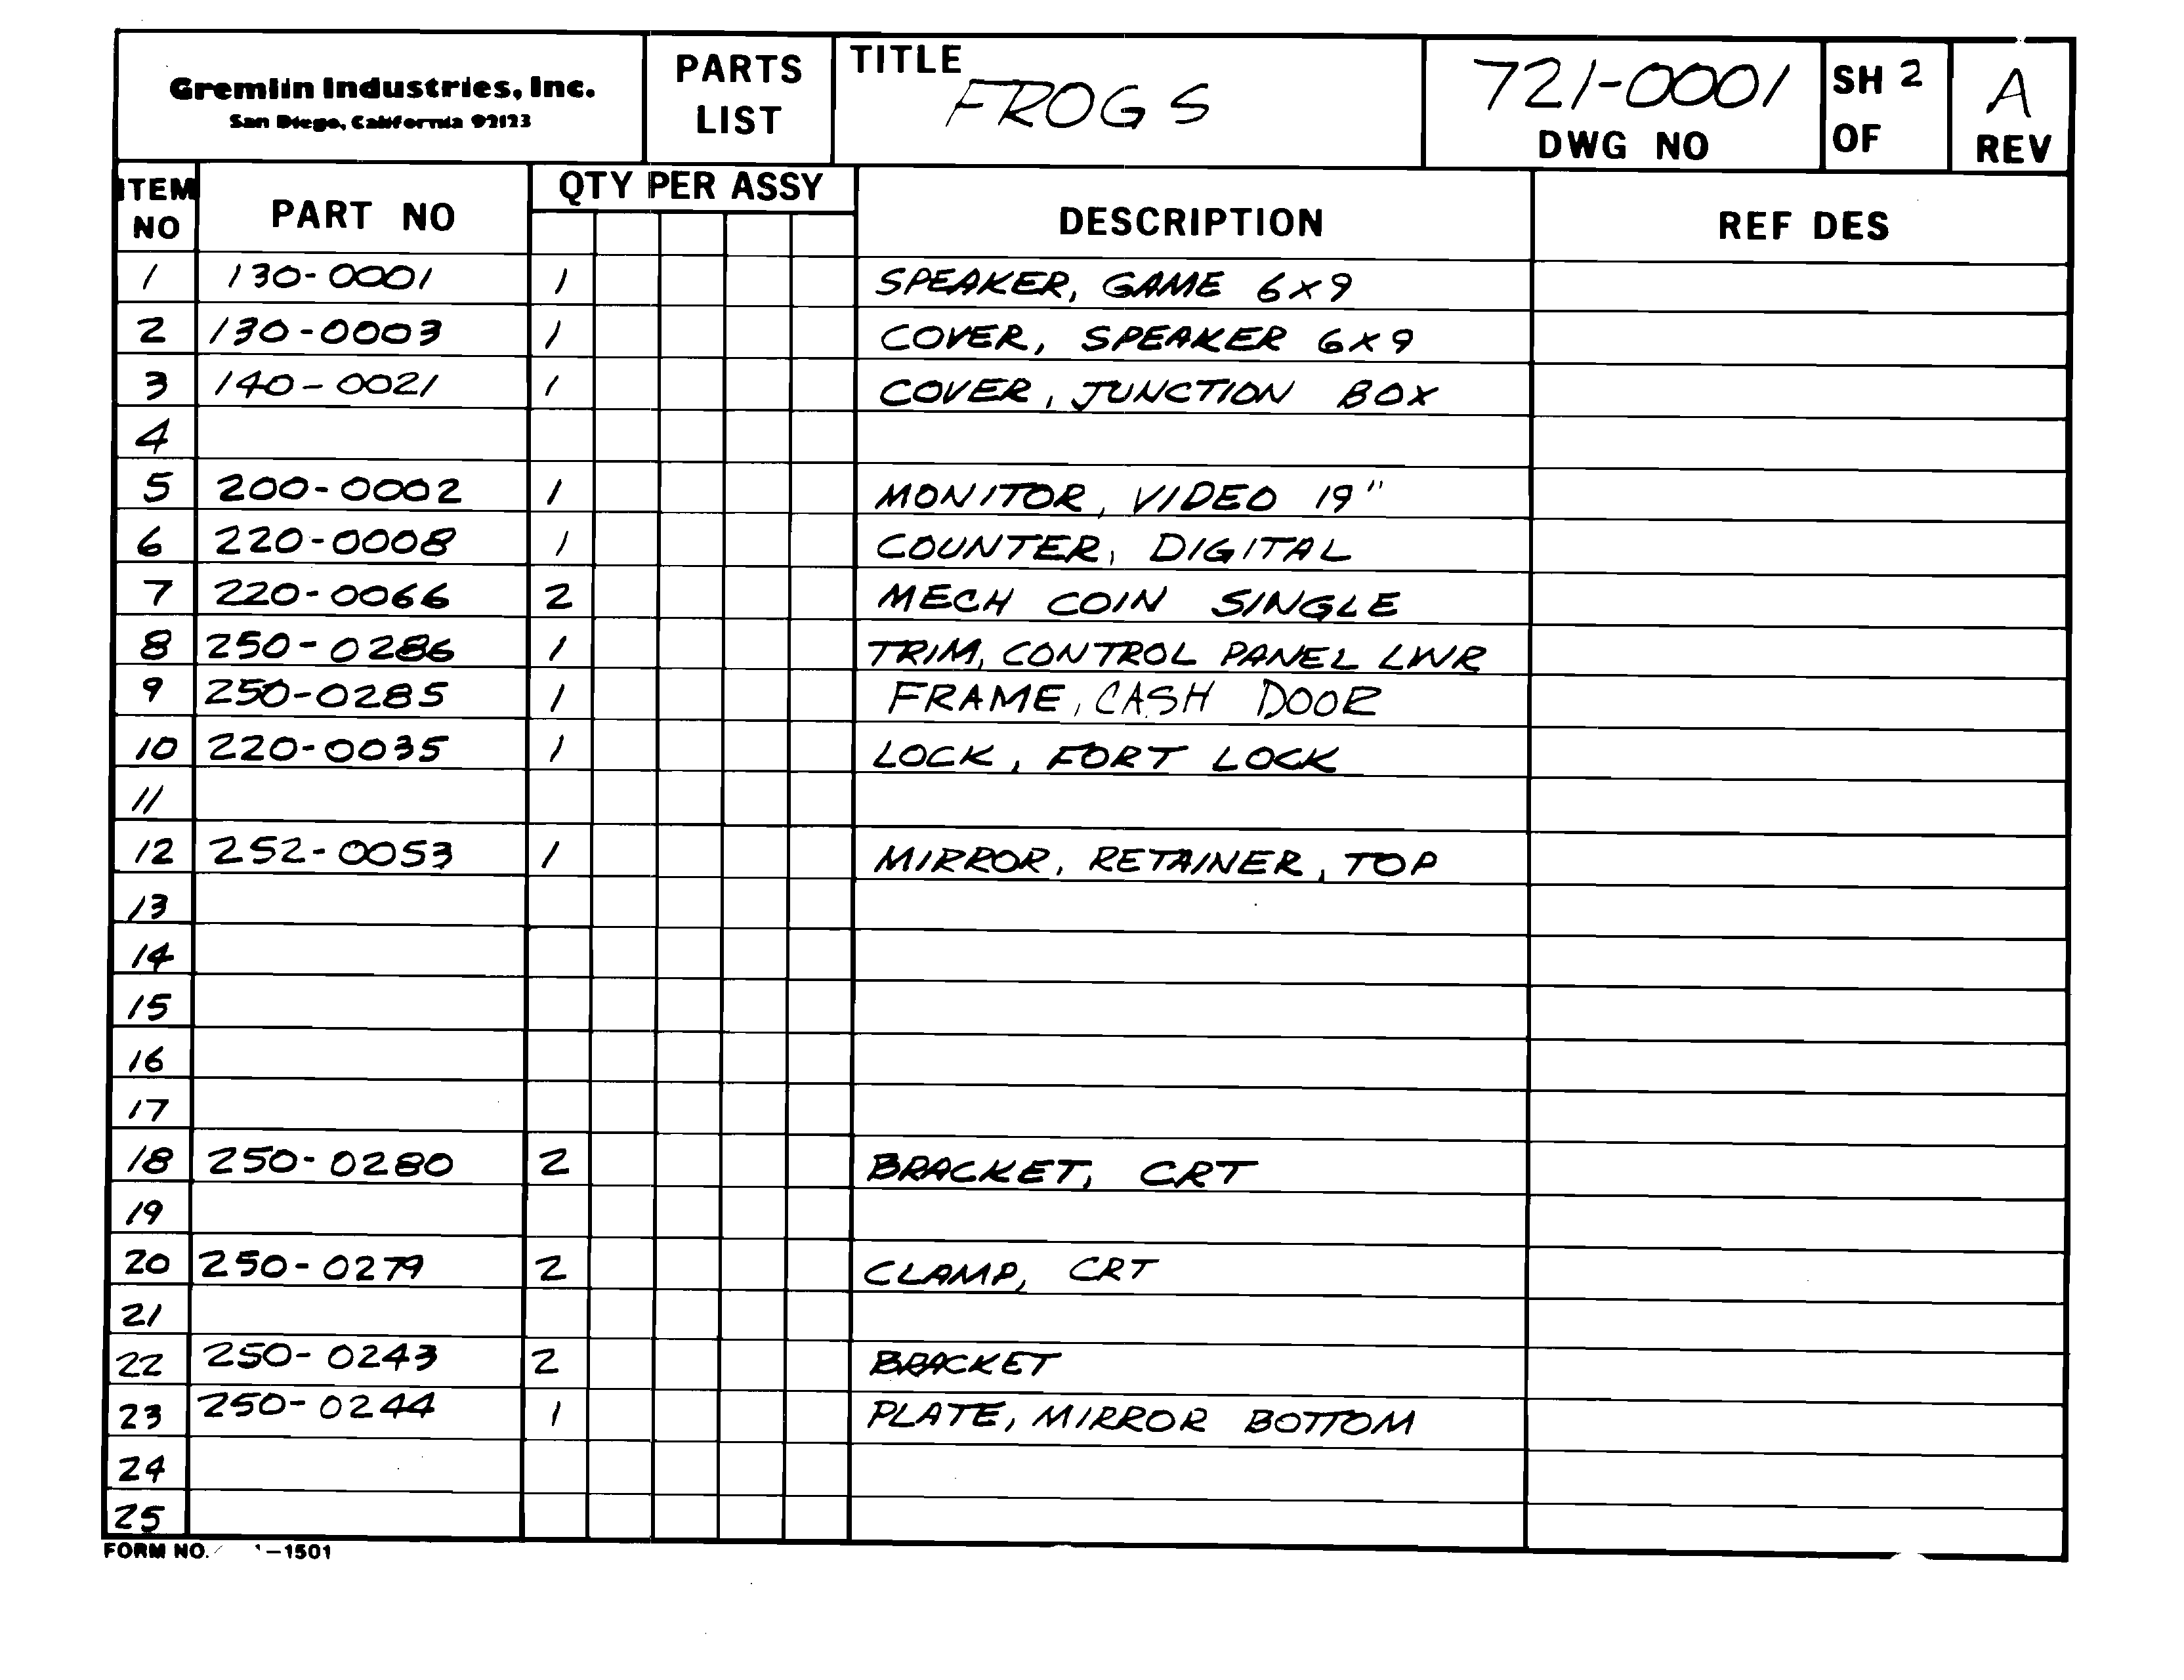 Gremlin Industries, Inc.
San Diego, California 92123
PARTS
LIST
TITLE
FROGS
721-0001
DWG NO
SH 2
OF
A
REV
ITEM
NO
PART NO
QTY PER ASSY
DESCRIPTION
REF DES
1 130-0001 1 SPEAKER, GAME 6x9
2 130-0003 1 COVER, SPEAKER 6x9
3 140-0021 1 COVER, JUNCTION BOX
4
5 200-0002 1 MONITOR, VIDEO 19"
6 220-0008 1 COUNTER, DIGITAL
7 220-0066 2 MECH COIN SINGLE
8 250-0286 1 TRIM, CONTROL PANEL LWR
9 250-0285 1 FRAME, CASH DOOR
10 220-0035 1 LOCK, FORT LOCK
11
12 252-0053 1 MIRROR, RETAINER, TOP
13
14
15
16
17
18 250-0280 2 BRACKET, CRT
19
20 250-0279 2 CLAMP, CRT
21
22 250-0243 2 BRACKET
23 250-0244 1 PLATE, MIRROR BOTTOM
24
25
FORM NO. -1501